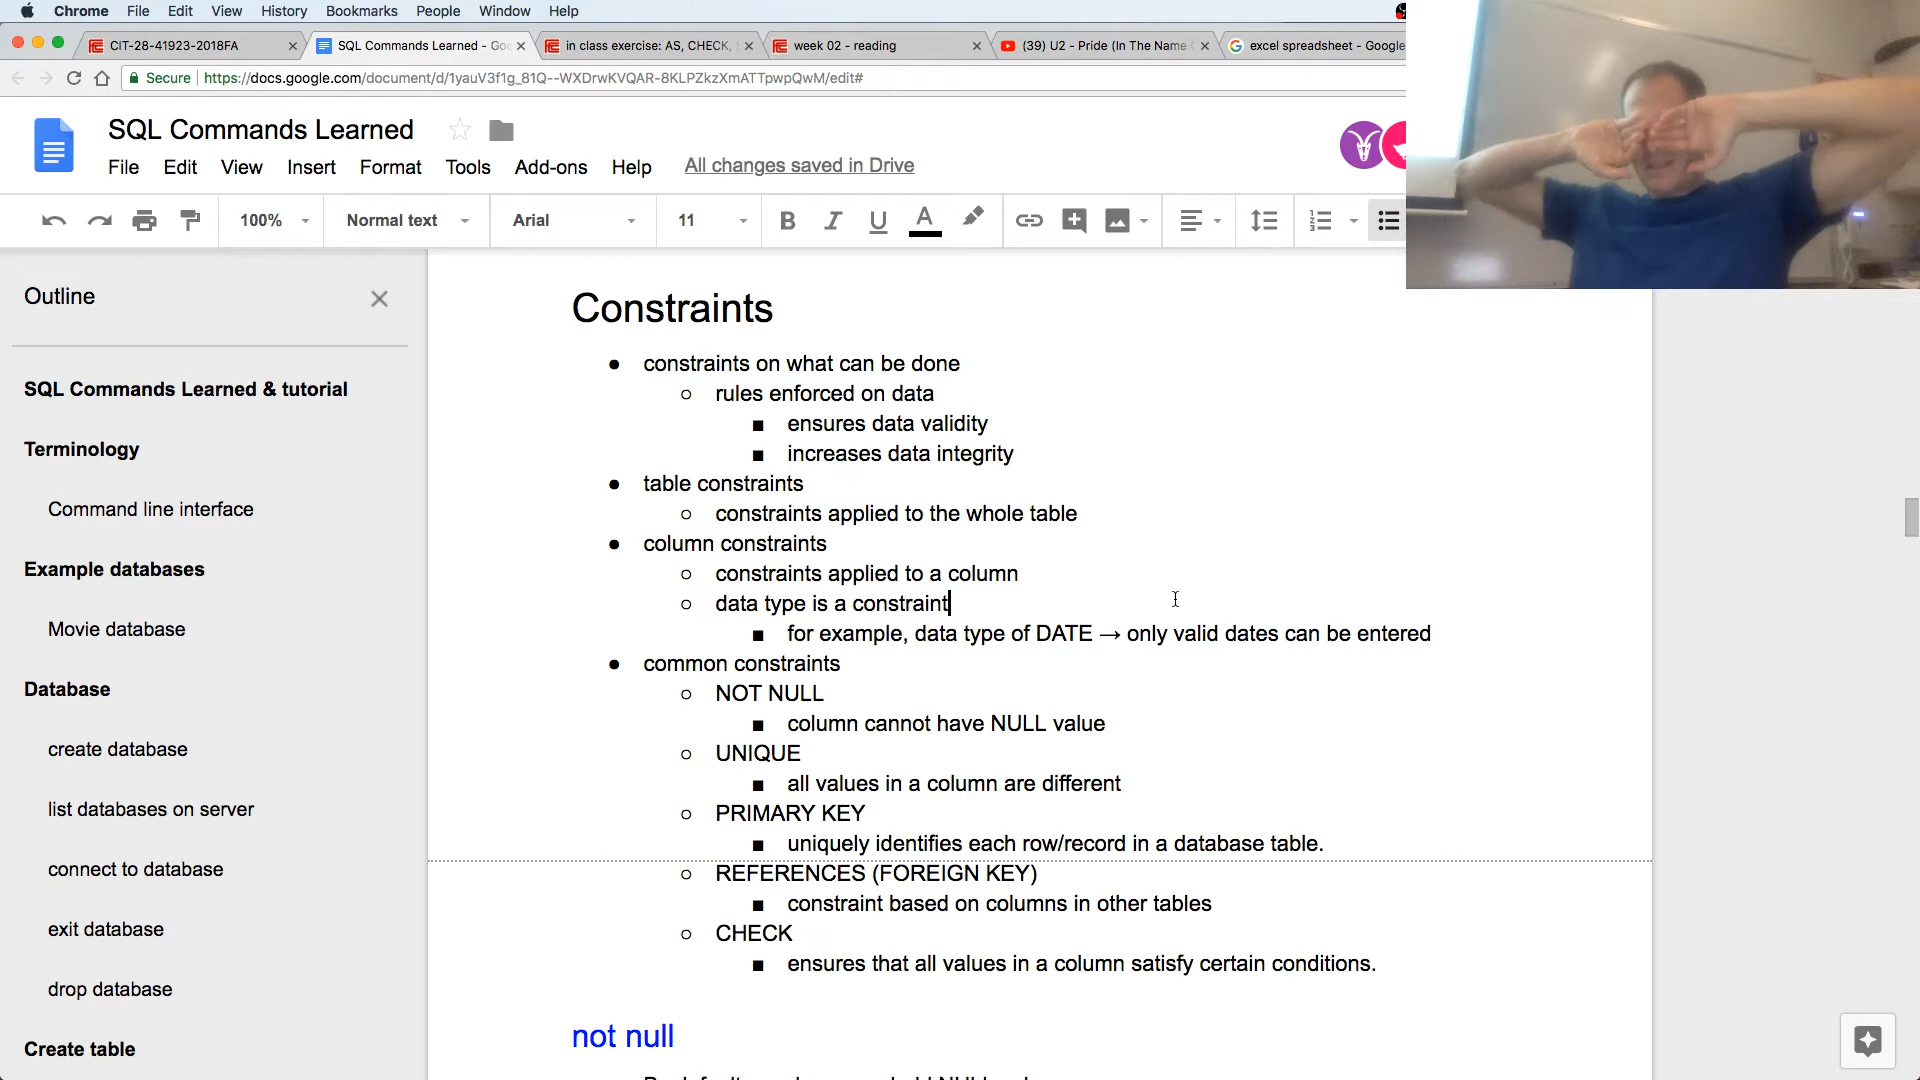 Chrome File Edit View History Bookmarks People Window Help
CIT-28-41923-2018FA
SQL Commands Learned - Goo
in class exercise: AS, CHECK,
week 02 - reading
(39) U2 - Pride (In The Name
excel spreadsheet - Google
Secure https://docs.google.com/document/d/1yauV3f1g_81Q--WXDrwKVQAR-8KLPZkzXmATTpwpQwM/edit#
SQL Commands Learned
File Edit View Insert Format Tools Add-ons Help All changes saved in Drive
100% Normal text Arial 11 B I U A
Outline
SQL Commands Learned & tutorial
Terminology
Command line interface
Example databases
Movie database
Database
create database
list databases on server
connect to database
exit database
drop database
Create table
Constraints
● constraints on what can be done
○ rules enforced on data
■ ensures data validity
■ increases data integrity
● table constraints
○ constraints applied to the whole table
● column constraints
○ constraints applied to a column
○ data type is a constraint
■ for example, data type of DATE → only valid dates can be entered
● common constraints
○ NOT NULL
■ column cannot have NULL value
○ UNIQUE
■ all values in a column are different
○ PRIMARY KEY
■ uniquely identifies each row/record in a database table.
○ REFERENCES (FOREIGN KEY)
■ constraint based on columns in other tables
○ CHECK
■ ensures that all values in a column satisfy certain conditions.
not null